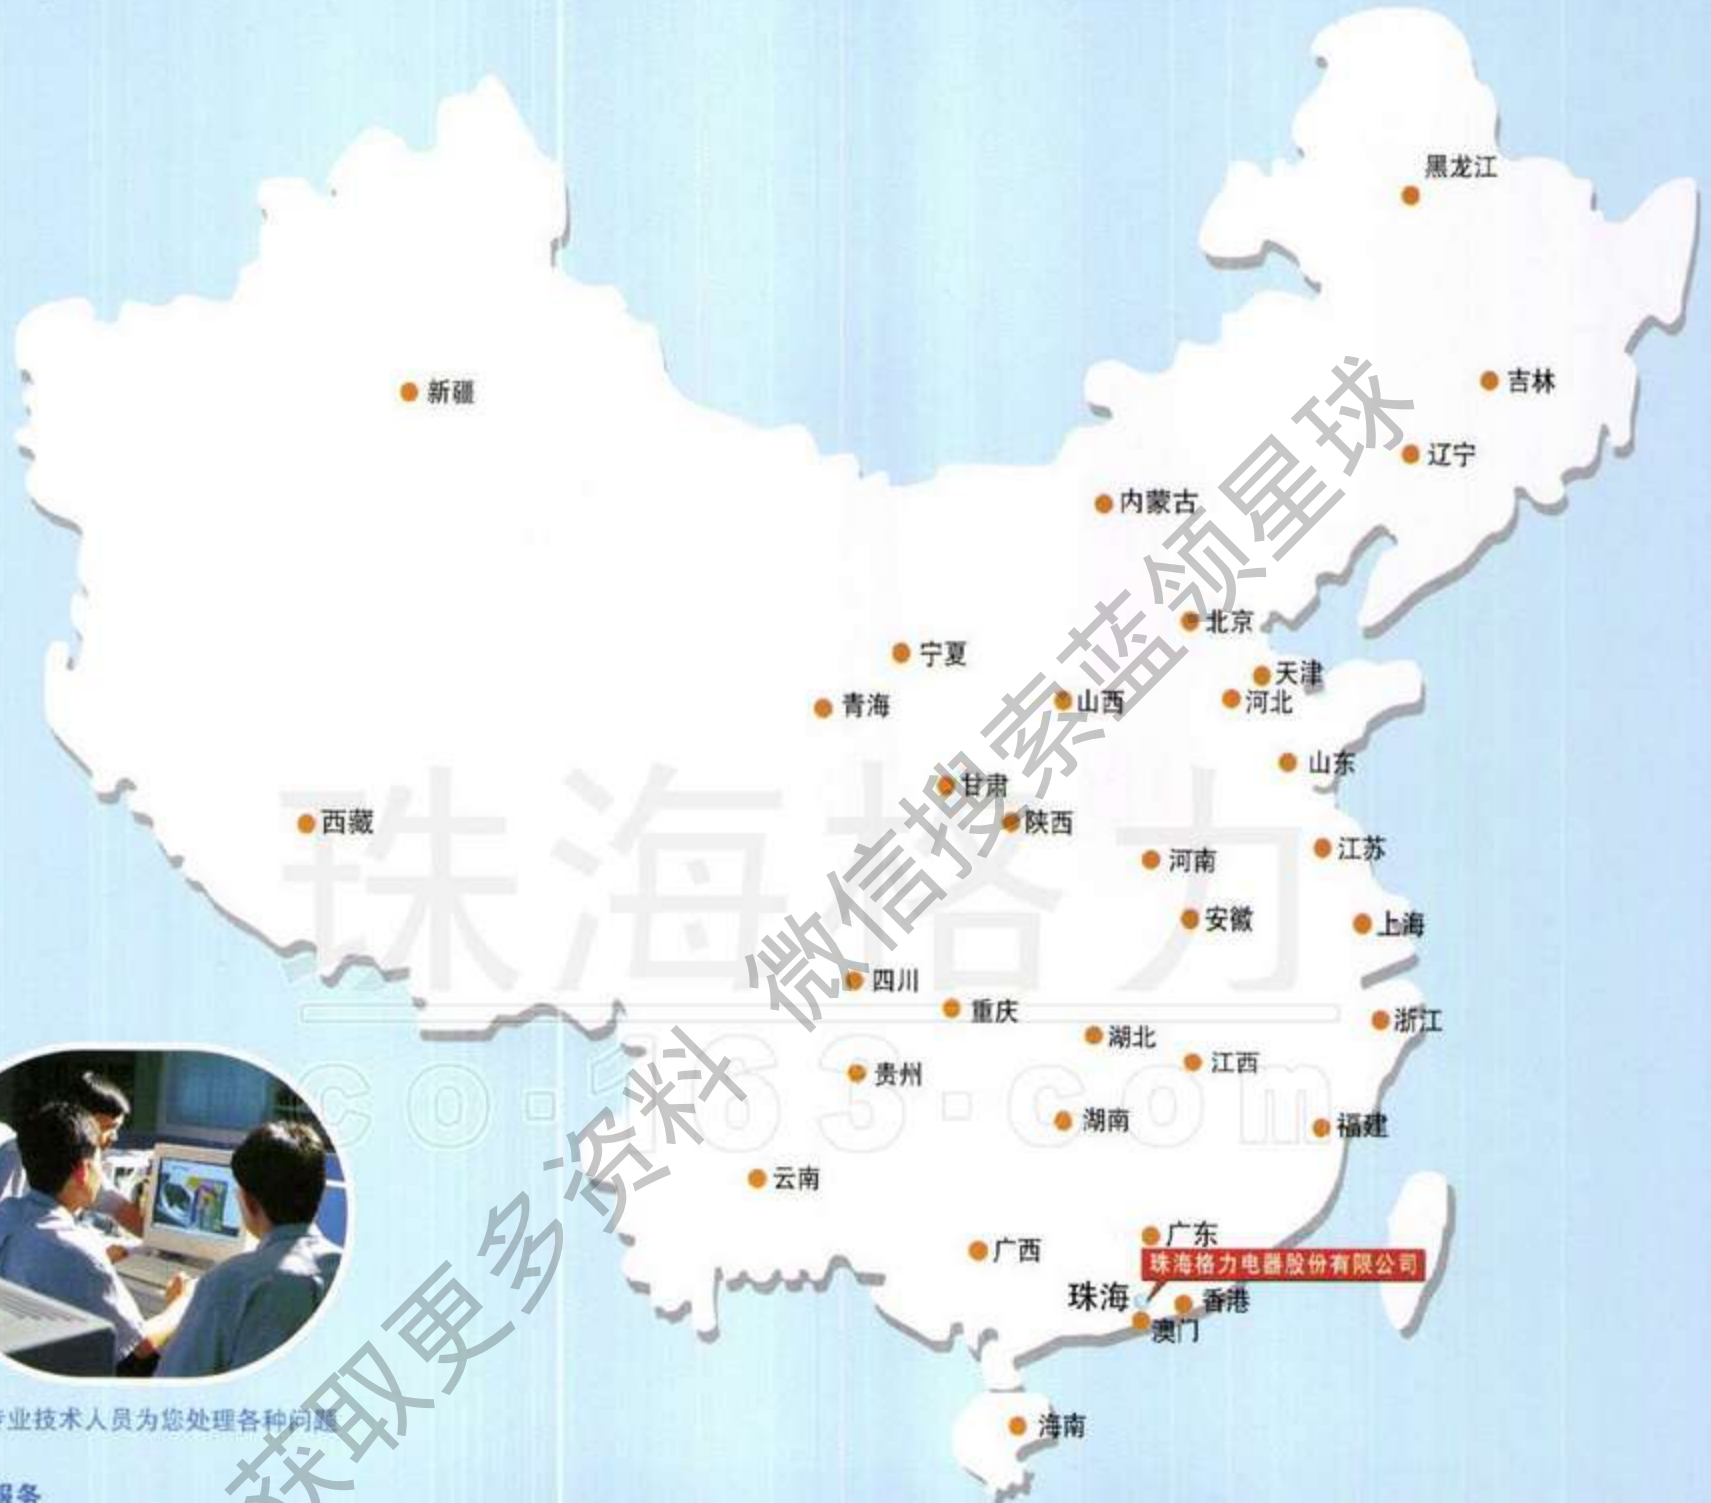 黑龙江
新疆
吉林
辽宁
内蒙古
北京
宁夏
天津
青海
山西
河北
山东
甘肃
西藏
陕西
江苏
河南
安徽
上海
四川
重庆
浙江
湖北
江西
贵州
湖南
福建
云南
广东
广西
珠海格力电器股份有限公司
珠海
香港
澳门
海南
业技术人员为您处理各种问题
服务
珠海格力
co·163·com
获取更多资料 微信搜索蓝领星球